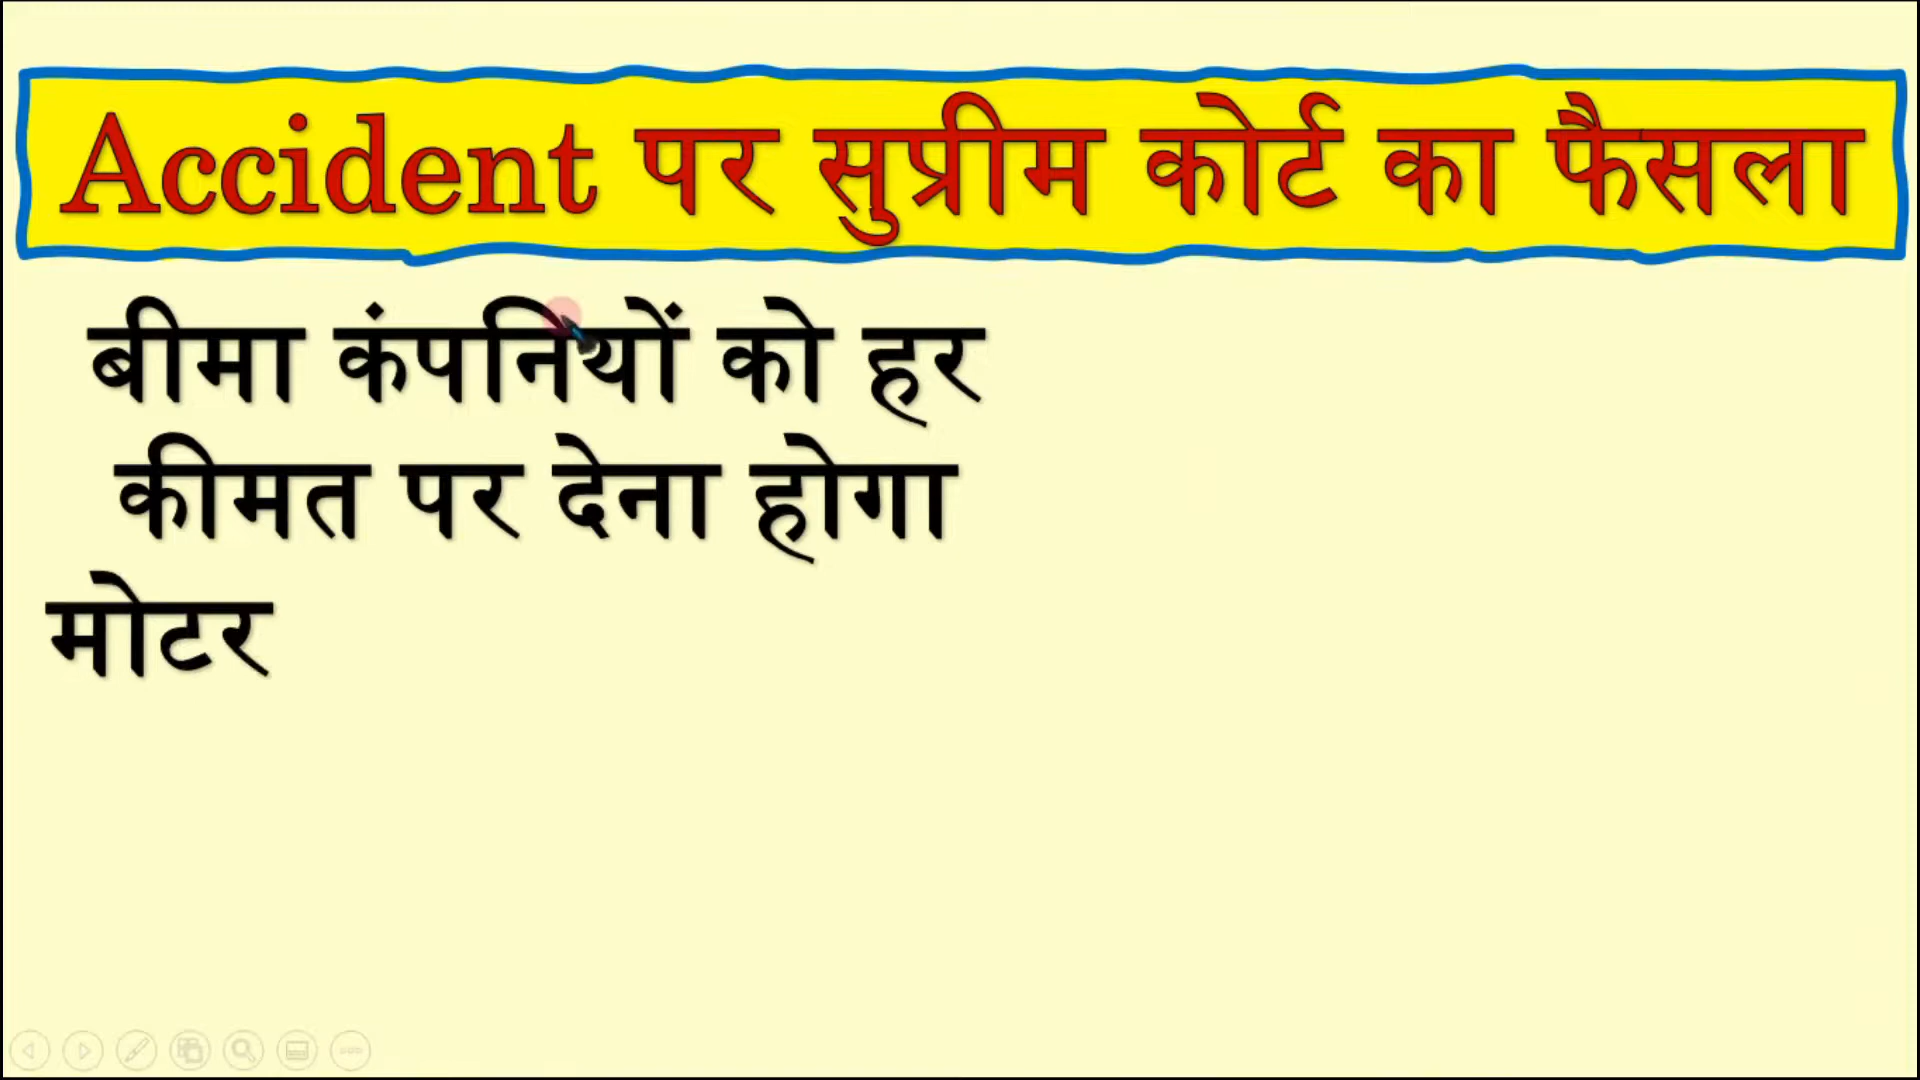 Accident पर सुप्रीम कोर्ट का फैसला
बीमा कंपनियों को हर
कीमत पर देना होगा
मोटर